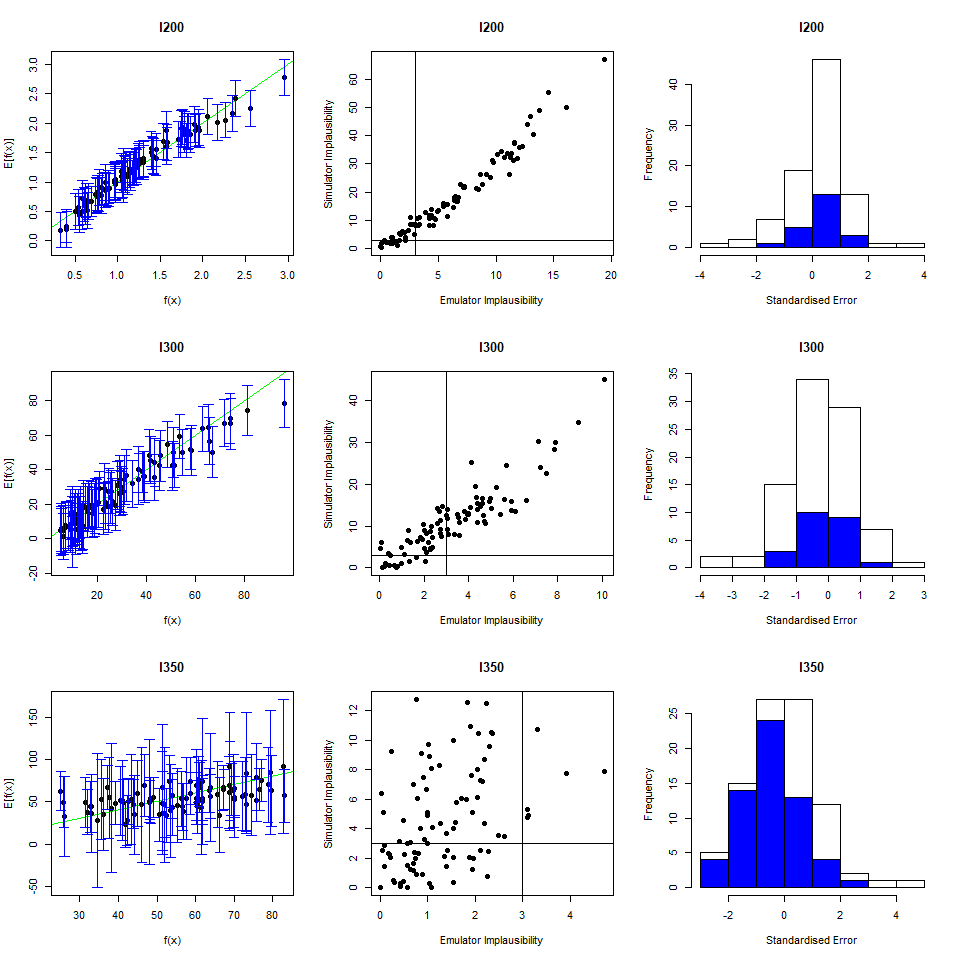 I200
E[f(x)]
0.0 0.5 1.0 1.5 2.0 2.5 3.0
0.5 1.0 1.5 2.0 2.5 3.0
f(x)
I200
Simulator Implausibility
0 10 20 30 40 50 60
0 5 10 15 20
Emulator Implausibility
I200
Frequency
0 10 20 30 40
-4 -2 0 2 4
Standardised Error
I300
E[f(x)]
-20 0 20 40 60 80
20 40 60 80
f(x)
I300
Simulator Implausibility
0 10 20 30 40
0 2 4 6 8 10
Emulator Implausibility
I300
Frequency
0 5 10 15 20 25 30 35
-4 -3 -2 -1 0 1 2 3
Standardised Error
I350
E[f(x)]
-50 0 50 100 150
30 40 50 60 70 80
f(x)
I350
Simulator Implausibility
0 2 4 6 8 10 12
0 1 2 3 4
Emulator Implausibility
I350
Frequency
0 5 10 15 20 25
-2 0 2 4
Standardised Error